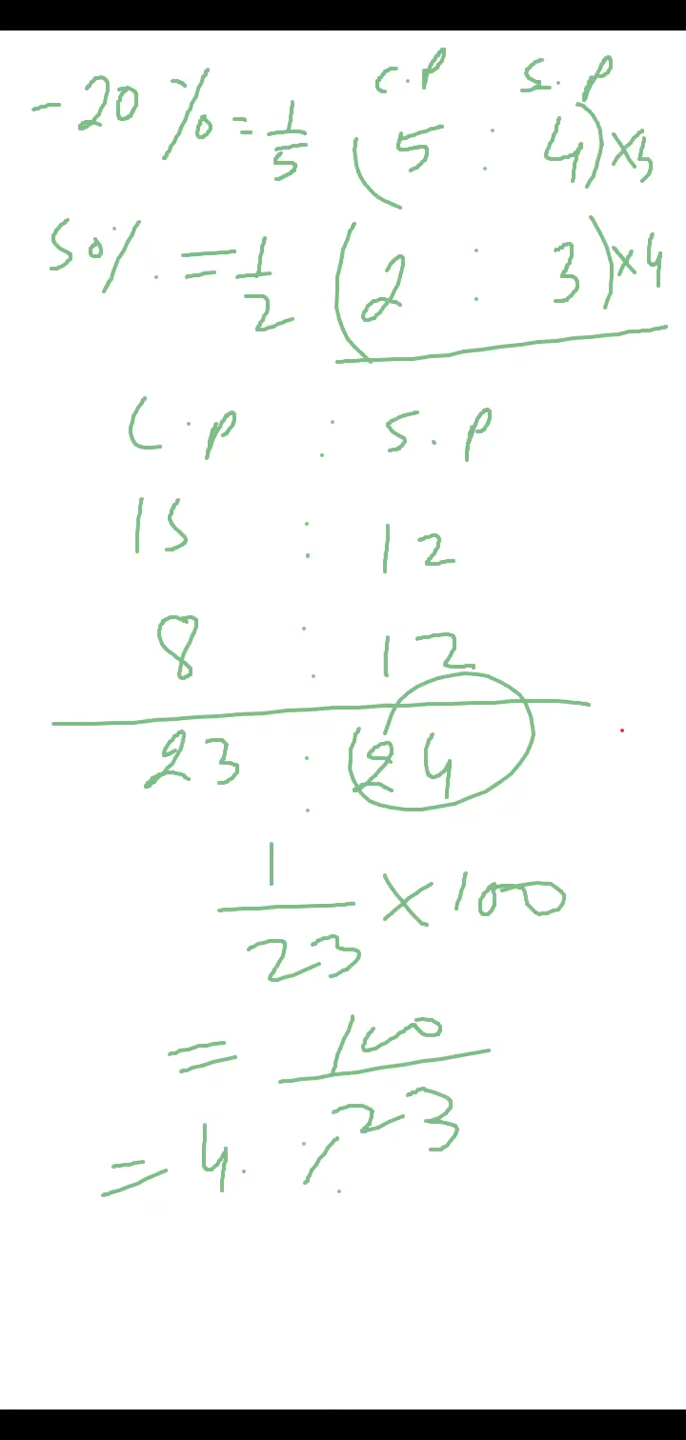 C.P S.P
-20% = 1/5 (5 : 4) ×3
50% = 1/2 (2 : 3) ×4
C.P : S.P
15 : 12
8 : 12
23 : 24
1/23 × 100
= 100/23
= 4. %